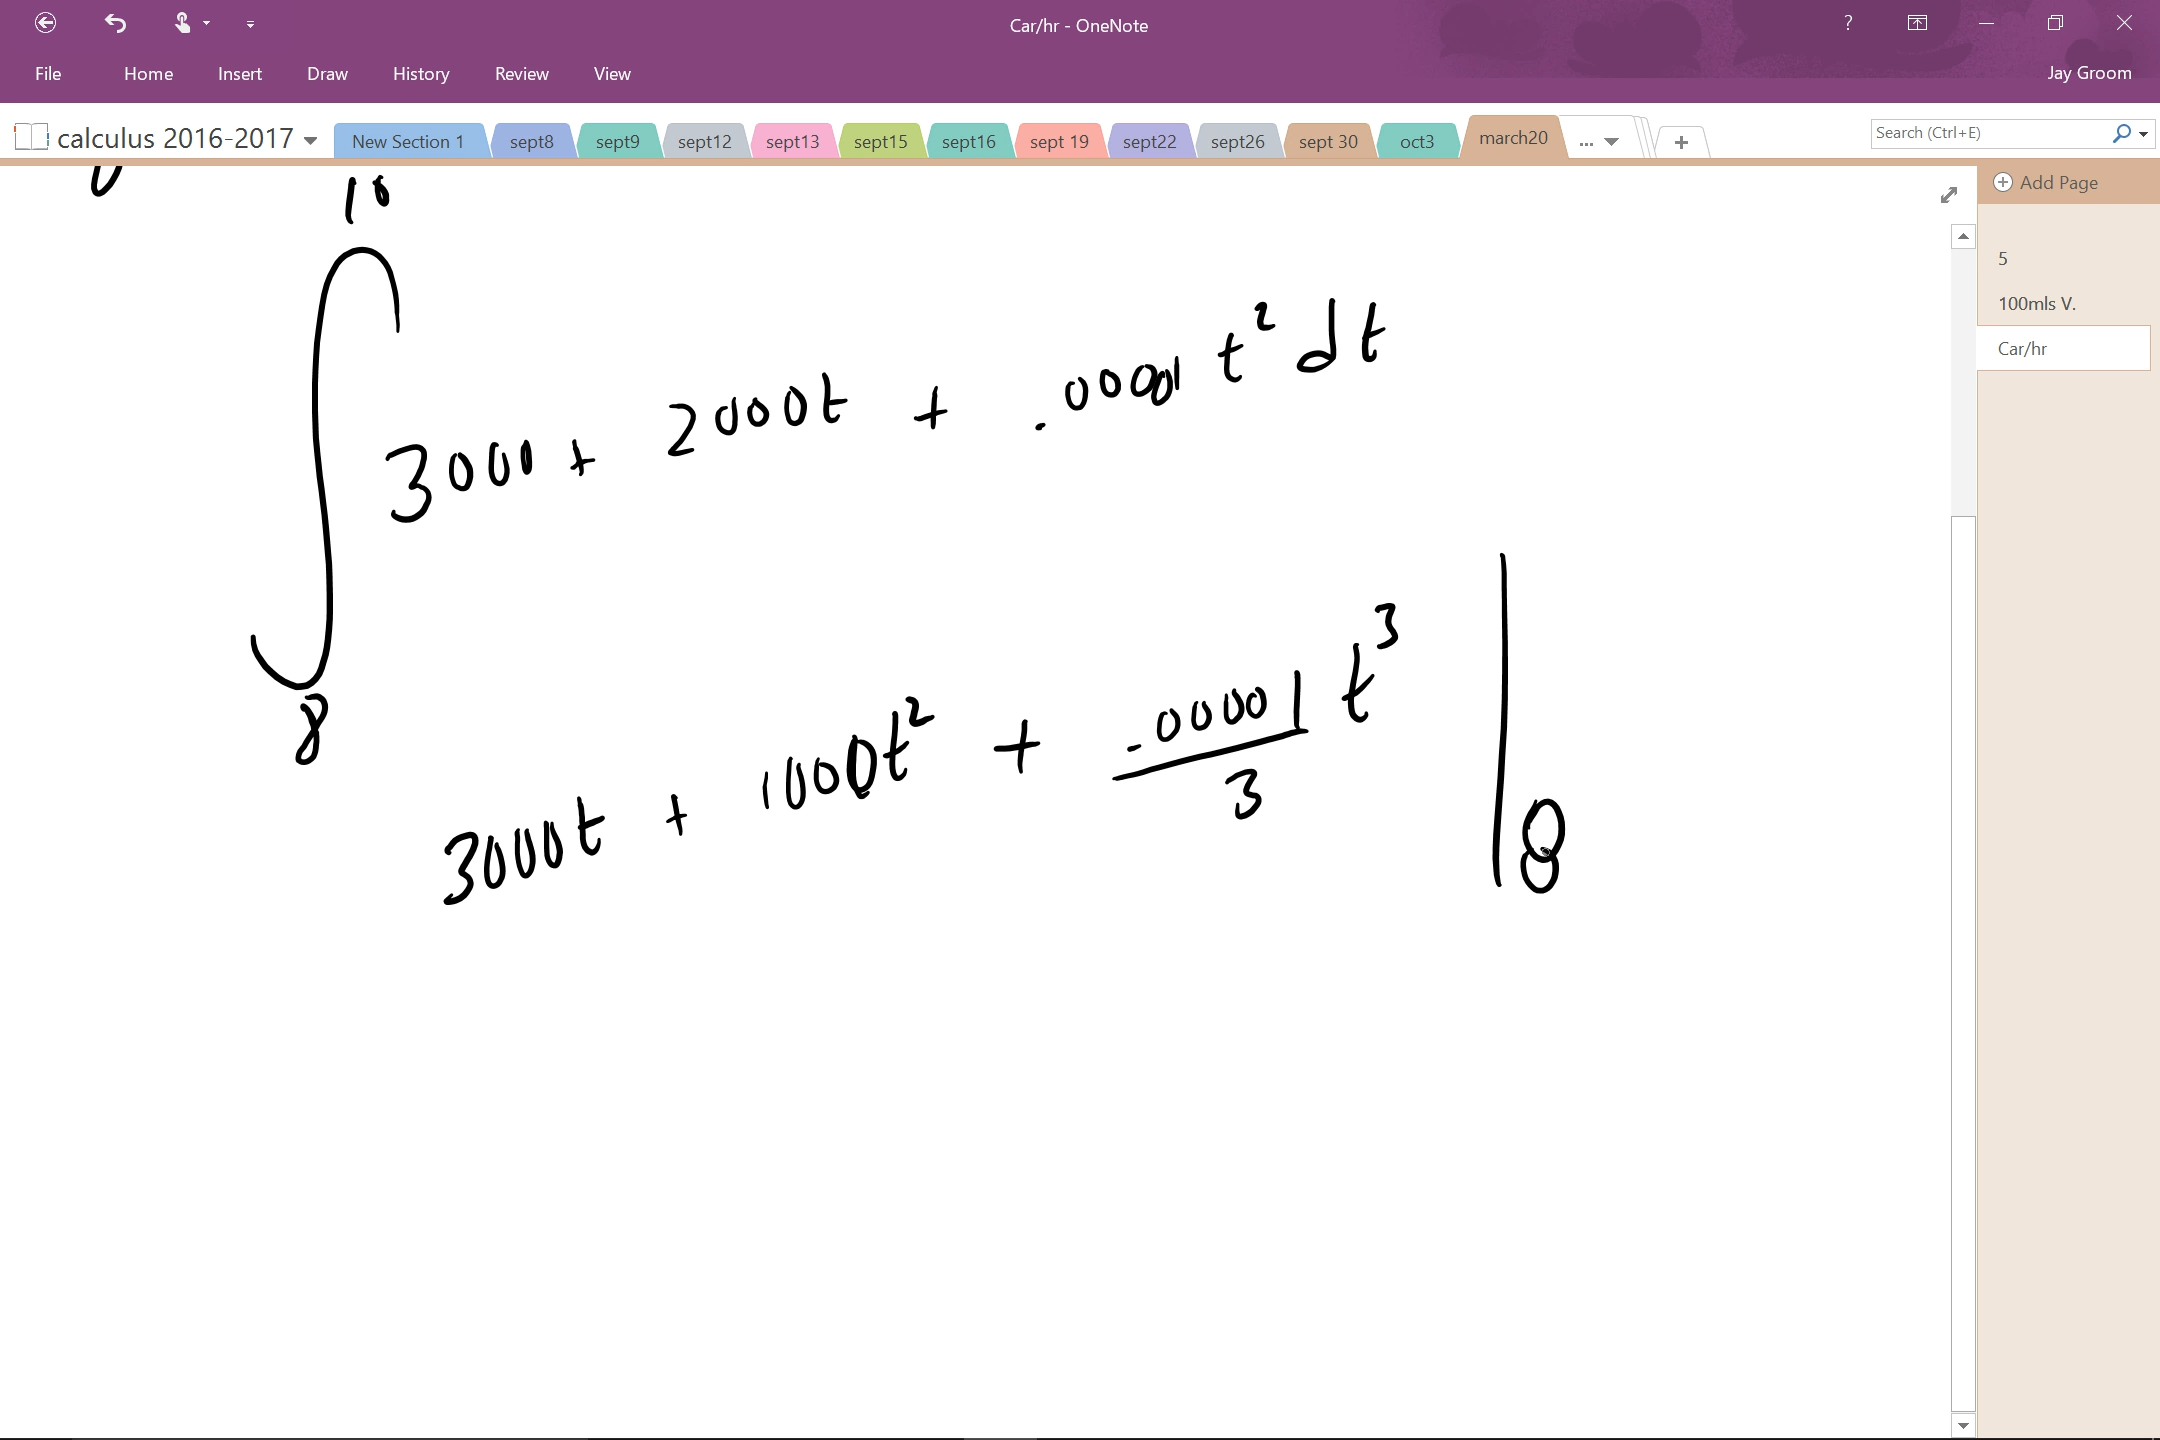 Car/hr - OneNote
?
File Home Insert Draw History Review View
Jay Groom
calculus 2016-2017
New Section 1 sept8 sept9 sept12 sept13 sept15 sept16 sept 19 sept22 sept26 sept 30 oct3 march20 ... +
Search (Ctrl+E)
Add Page
5
100mls V.
Car/hr
10
∫ 3000 + 2000t + .00001 t² dt
8
3000t + 1000t² + .00001/3 t³ |
8